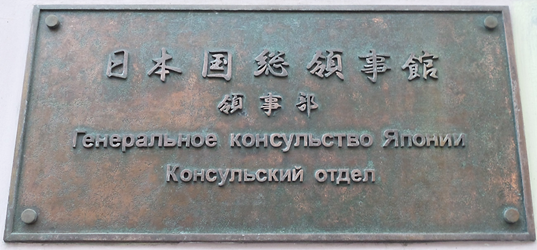 日本国総領事館
領事部
Генеральное консульство Японии
Консульский отдел